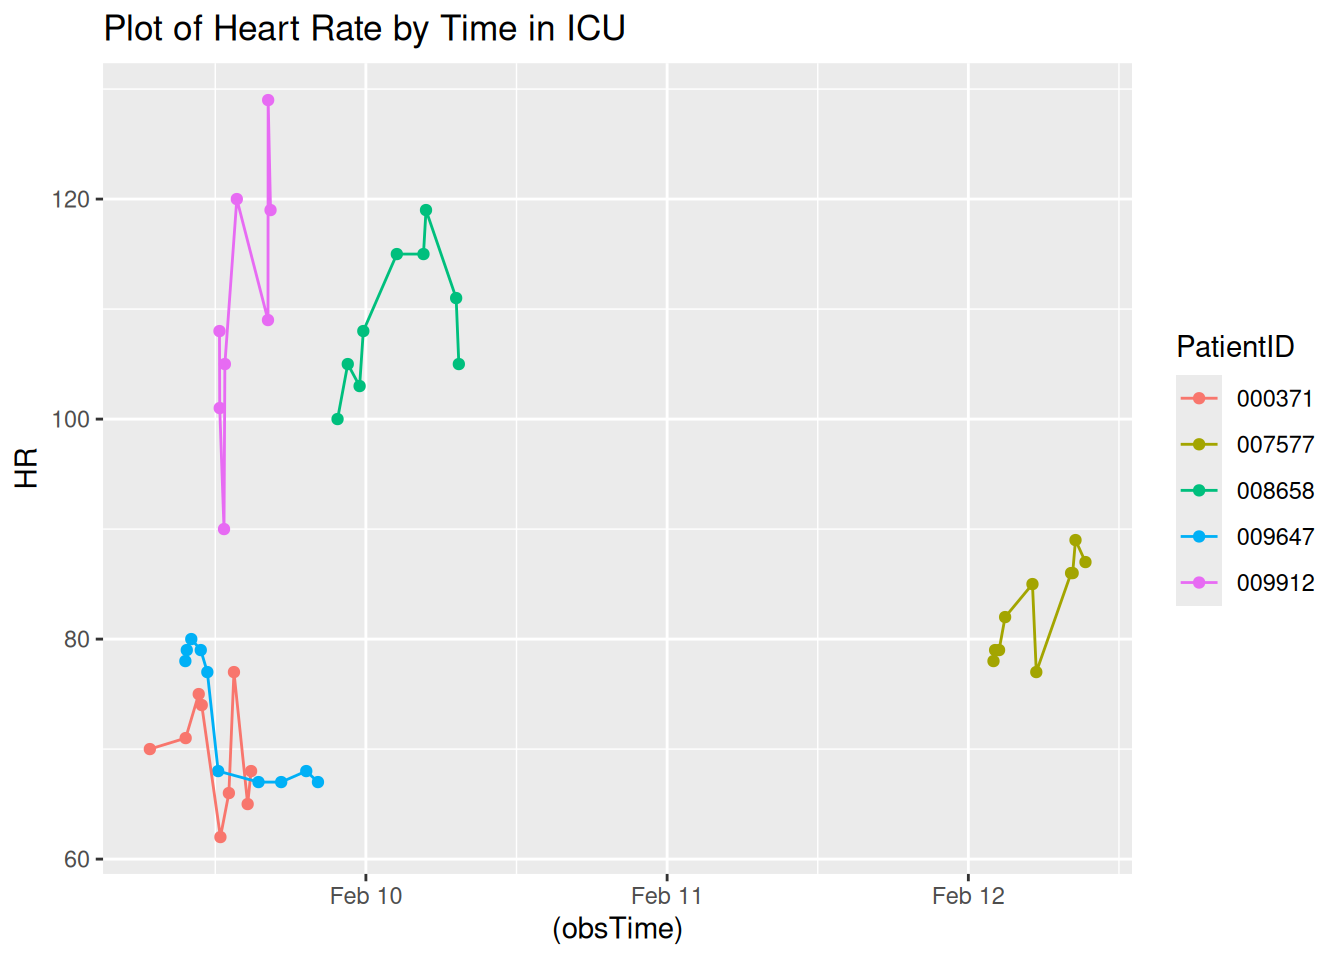 Plot of Heart Rate by Time in ICU
HR
120
100
80
60
Feb 10
Feb 11
Feb 12
(obsTime)
PatientID
000371
007577
008658
009647
009912